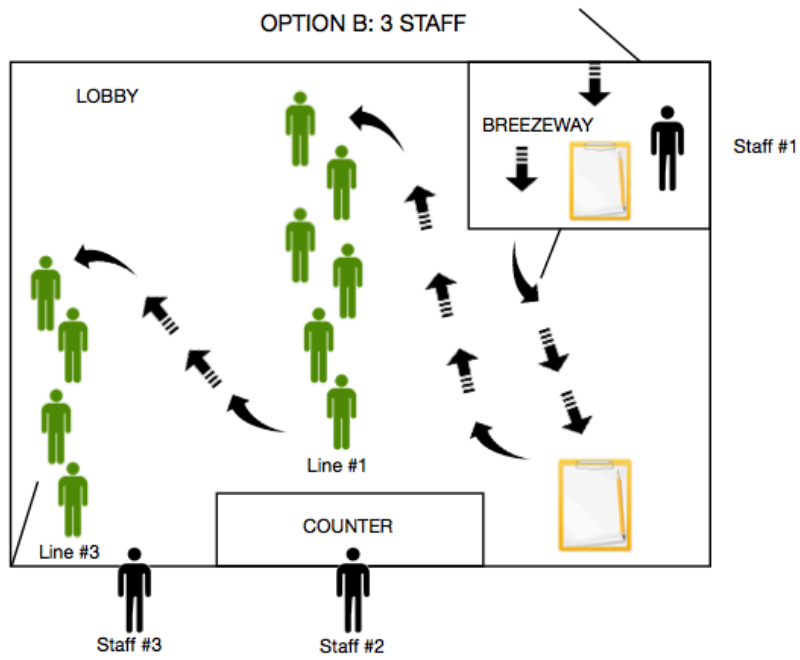 OPTION B: 3 STAFF
LOBBY
BREEZEWAY
Staff #1
Line #1
COUNTER
Line #3
Staff #3
Staff #2